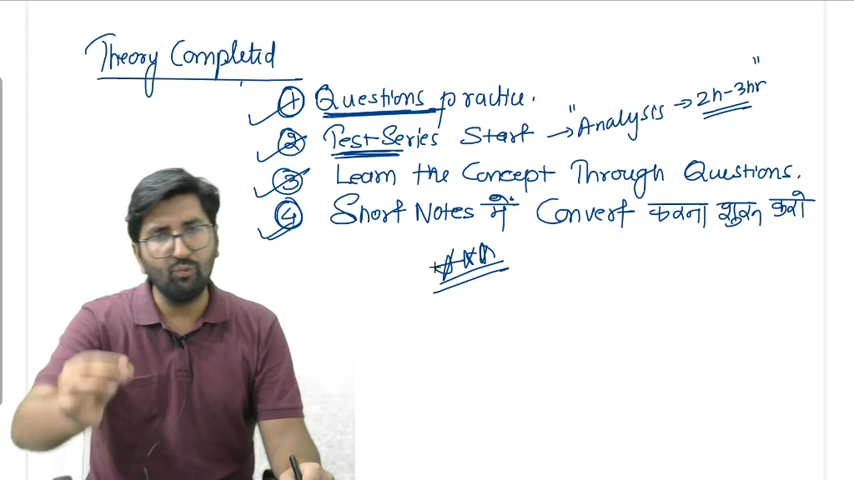 Theory Completed
① Questions practice.
② Test Series Start → "Analysis → 2h-3hr"
③ Learn the Concept Through Questions.
④ Short Notes में Convert करना शुरू करो